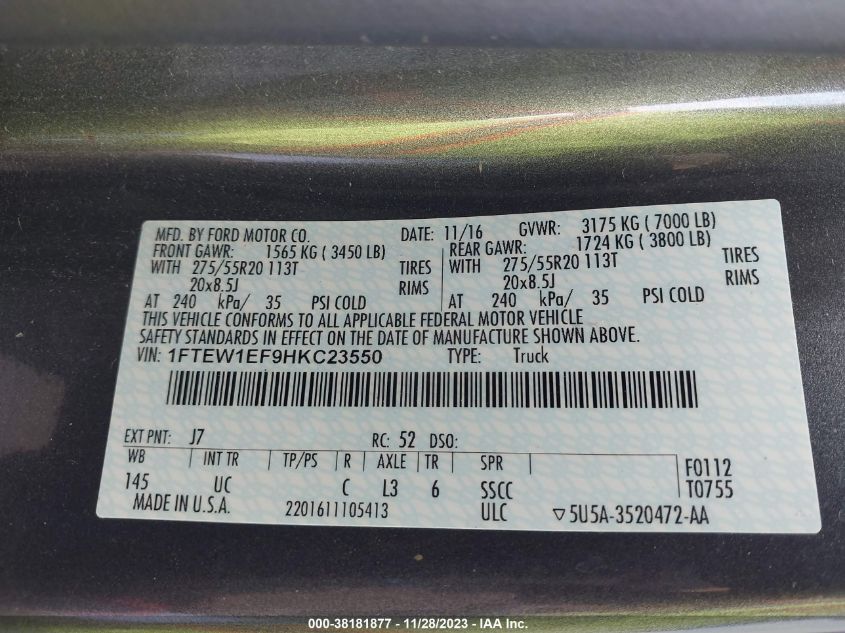 MFD. BY FORD MOTOR CO. DATE: 11/16 GVWR: 3175 KG ( 7000 LB)
FRONT GAWR: 1565 KG ( 3450 LB) REAR GAWR: 1724 KG ( 3800 LB)
WITH 275/55R20 113T TIRES WITH 275/55R20 113T TIRES
20x8.5J RIMS 20x8.5J RIMS
AT 240 kPa/ 35 PSI COLD AT 240 kPa/ 35 PSI COLD
THIS VEHICLE CONFORMS TO ALL APPLICABLE FEDERAL MOTOR VEHICLE
SAFETY STANDARDS IN EFFECT ON THE DATE OF MANUFACTURE SHOWN ABOVE.
VIN: 1FTEW1EF9HKC23550 TYPE: Truck
EXT PNT: J7 RC: 52 DSO:
WB INT TR TP/PS R AXLE TR SPR F0112
145 UC C L3 6 SSCC T0755
MADE IN U.S.A. 2201611105413 ULC ▽5U5A-3520472-AA
000-38181877 - 11/28/2023 - IAA Inc.